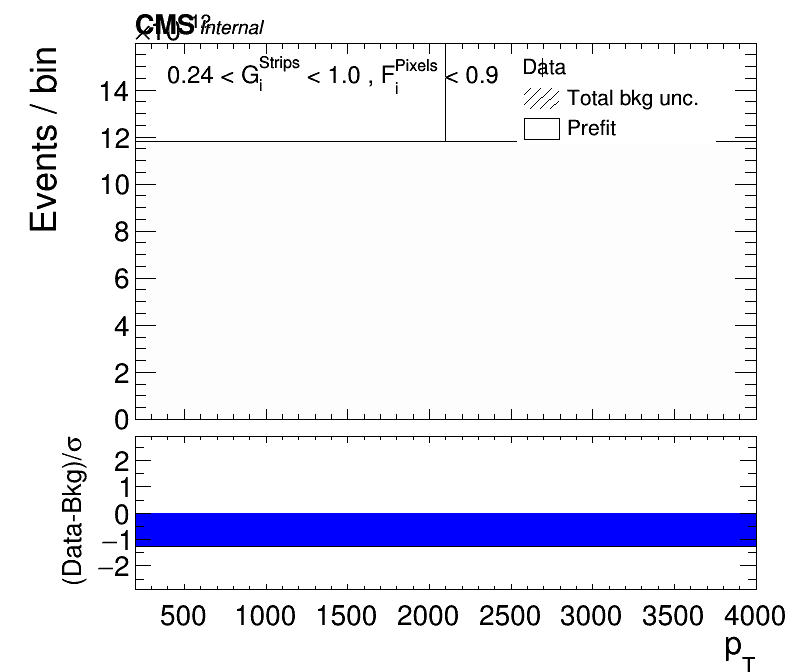 CMS Internal
×10¹²
Events / bin
0.24 < G_i^Strips < 1.0 , F_i^Pixels < 0.9
Data
Total bkg unc.
Prefit
14
12
10
8
6
4
2
0
(Data-Bkg)/σ
2
1
0
−1
−2
500 1000 1500 2000 2500 3000 3500 4000
p_T